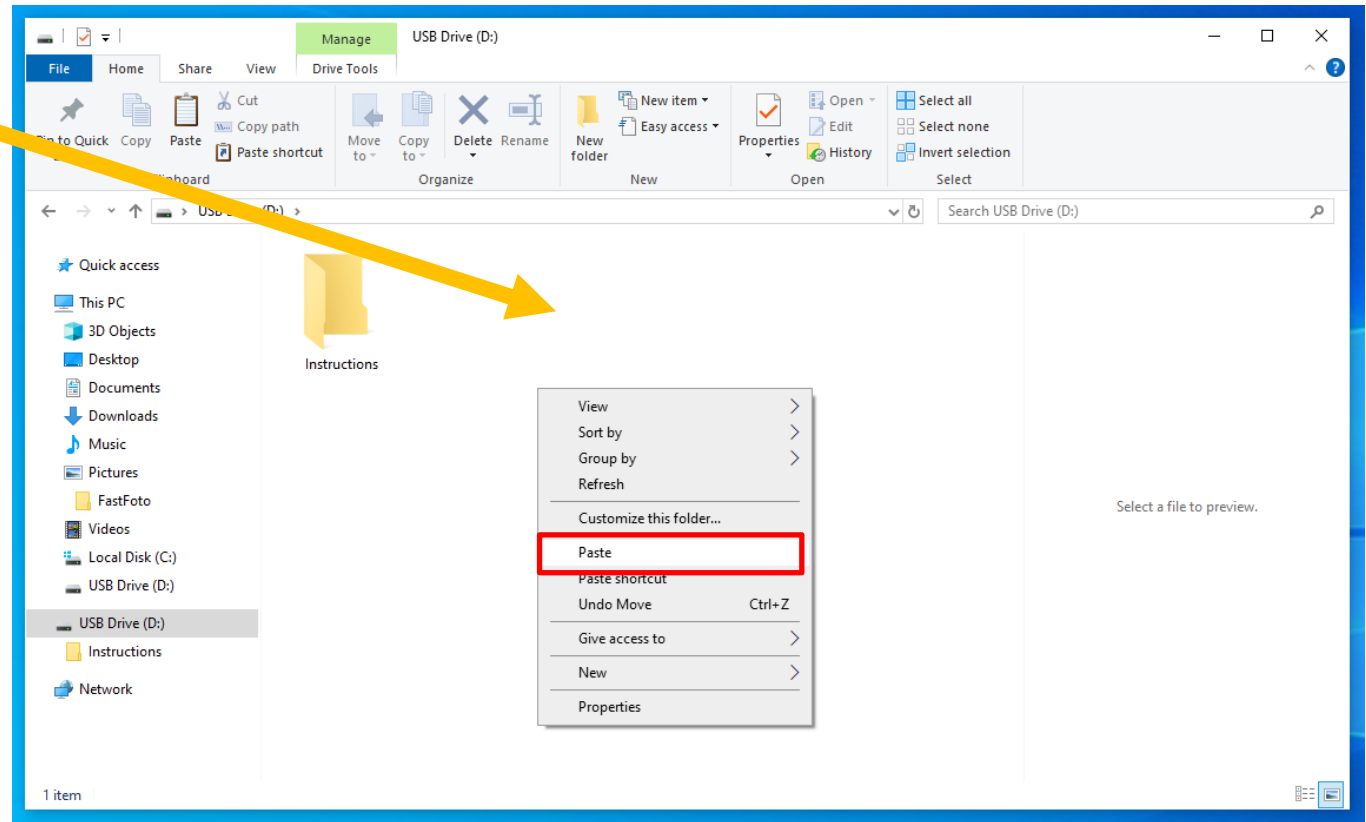 Manage USB Drive (D:)
File Home Share View Drive Tools
Cut
Copy path
Paste shortcut
to Quick Copy Paste
Move to
Copy to
Delete Rename
New folder
New item
Easy access
Properties
Open
Edit
History
Select all
Select none
Invert selection
Organize New Open Select
(D:)
Search USB Drive (D:)
Quick access
This PC
3D Objects
Desktop
Documents
Downloads
Music
Pictures
FastFoto
Videos
Local Disk (C:)
USB Drive (D:)
USB Drive (D:)
Instructions
Network
Instructions
View
Sort by
Group by
Refresh
Customize this folder...
Paste
Paste shortcut
Undo Move Ctrl+Z
Give access to
New
Properties
Select a file to preview.
1 item